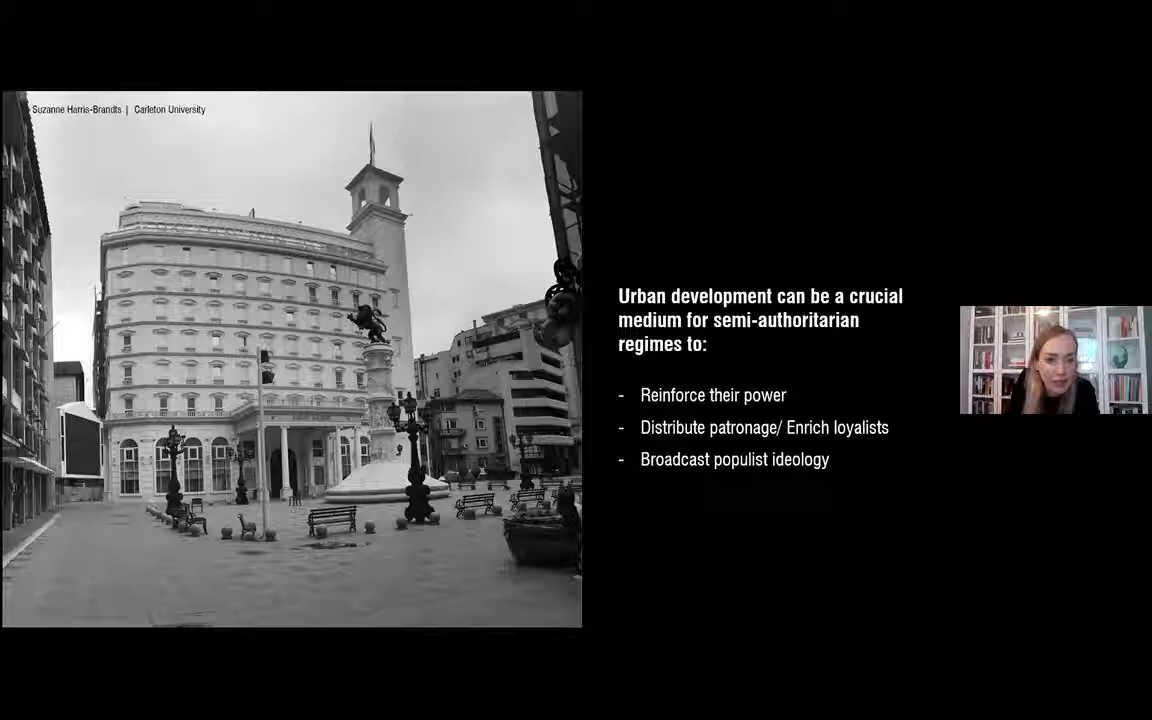 Suzanne Harris-Brandts | Carleton University
Urban development can be a crucial
medium for semi-authoritarian
regimes to:
- Reinforce their power
- Distribute patronage/ Enrich loyalists
- Broadcast populist ideology